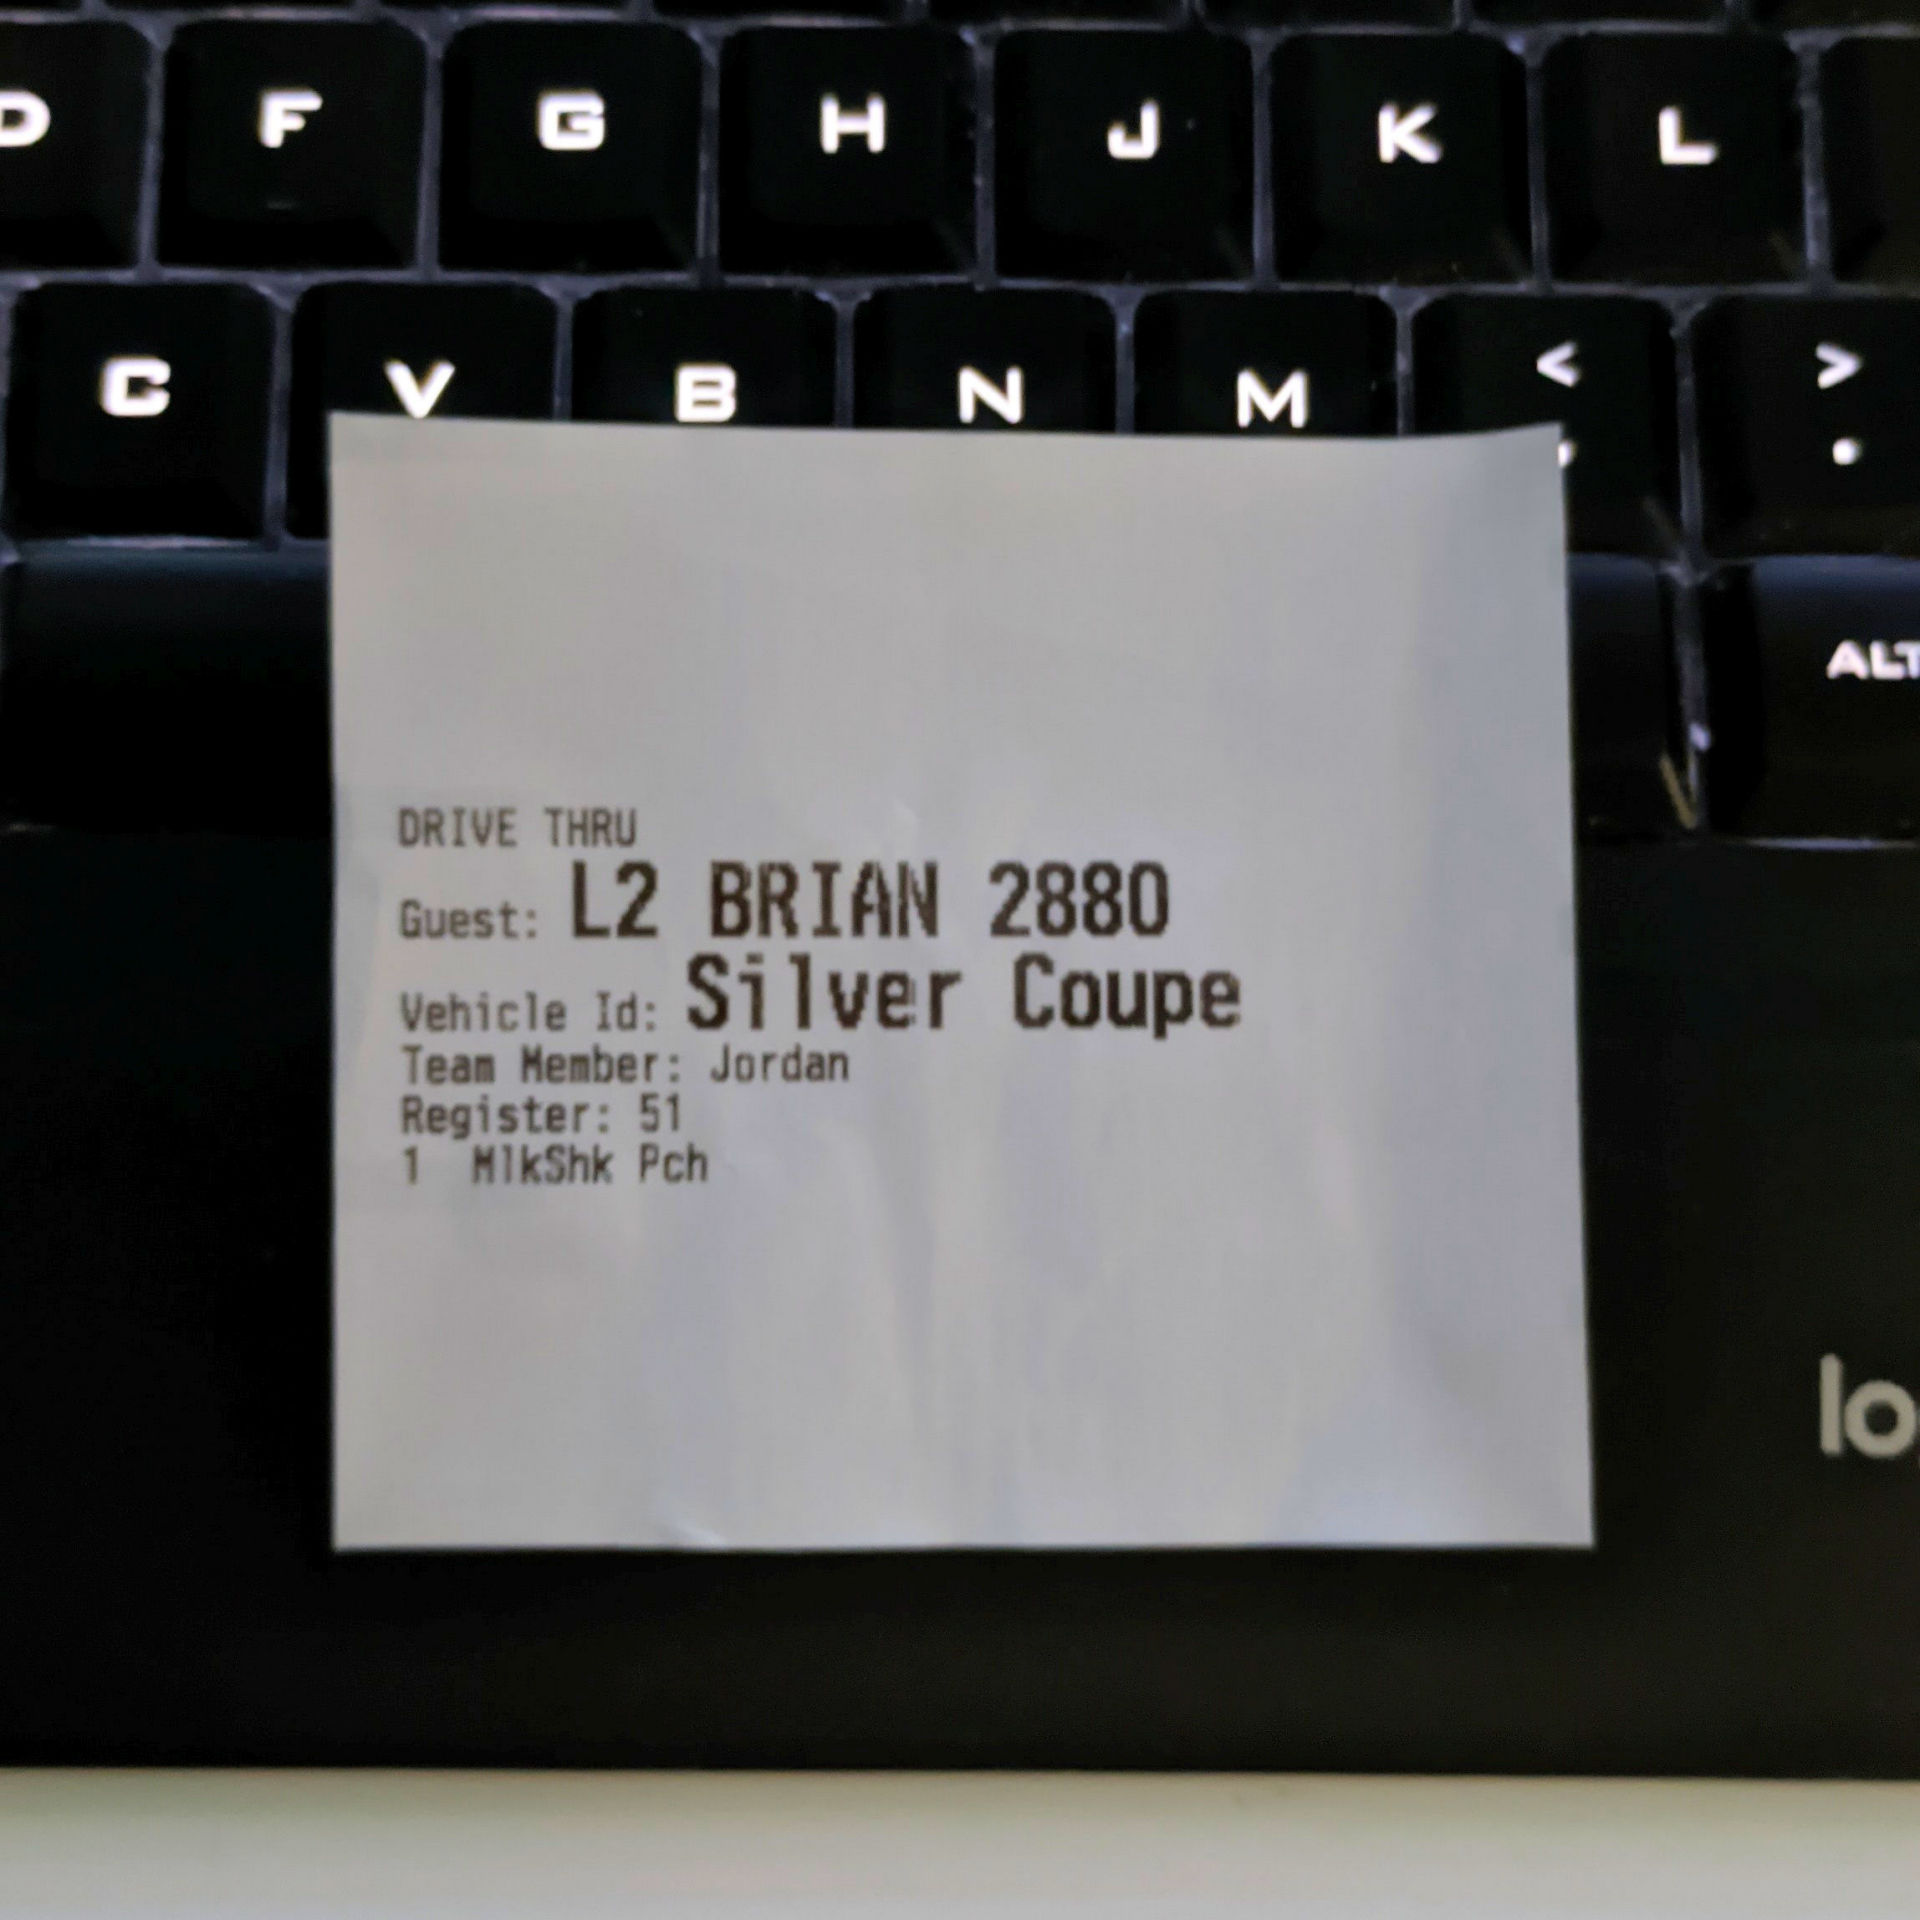 D F G H J K L
C V B N M < >
, .
ALT
DRIVE THRU
Guest: L2 BRIAN 2880
Vehicle Id: Silver Coupe
Team Member: Jordan
Register: 51
1 MlkShk Pch
lo